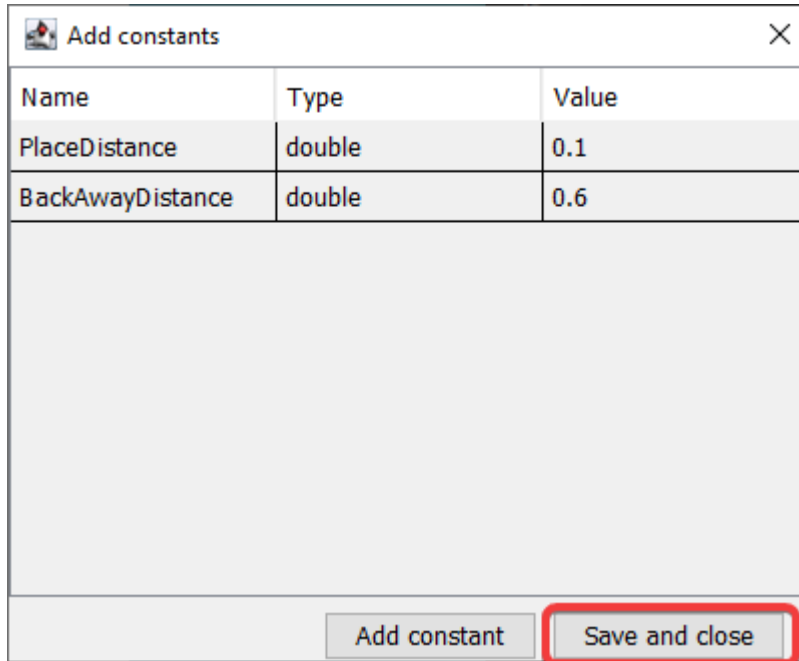 Add constants
Name Type Value
PlaceDistance double 0.1
BackAwayDistance double 0.6
Add constant Save and close